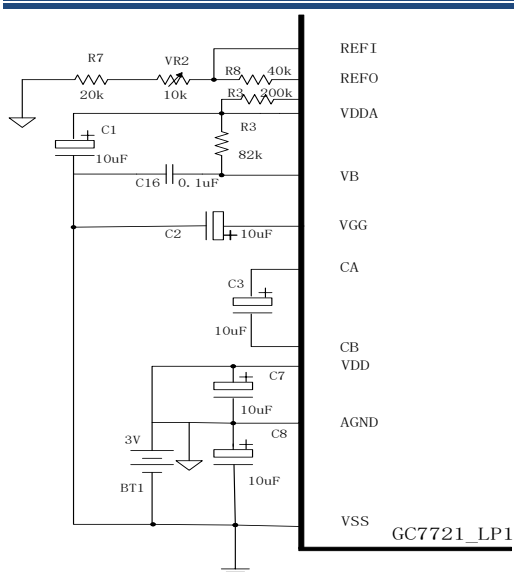 REFI
R7
VR2
R8
40k
REFO
20k
10k
R3
200k
VDDA
C1
R3
10uF
82k
C16
0.1uF
VB
C2
10uF
VGG
CA
C3
10uF
CB
VDD
C7
10uF
AGND
C8
3V
10uF
BT1
VSS
GC7721_LP1